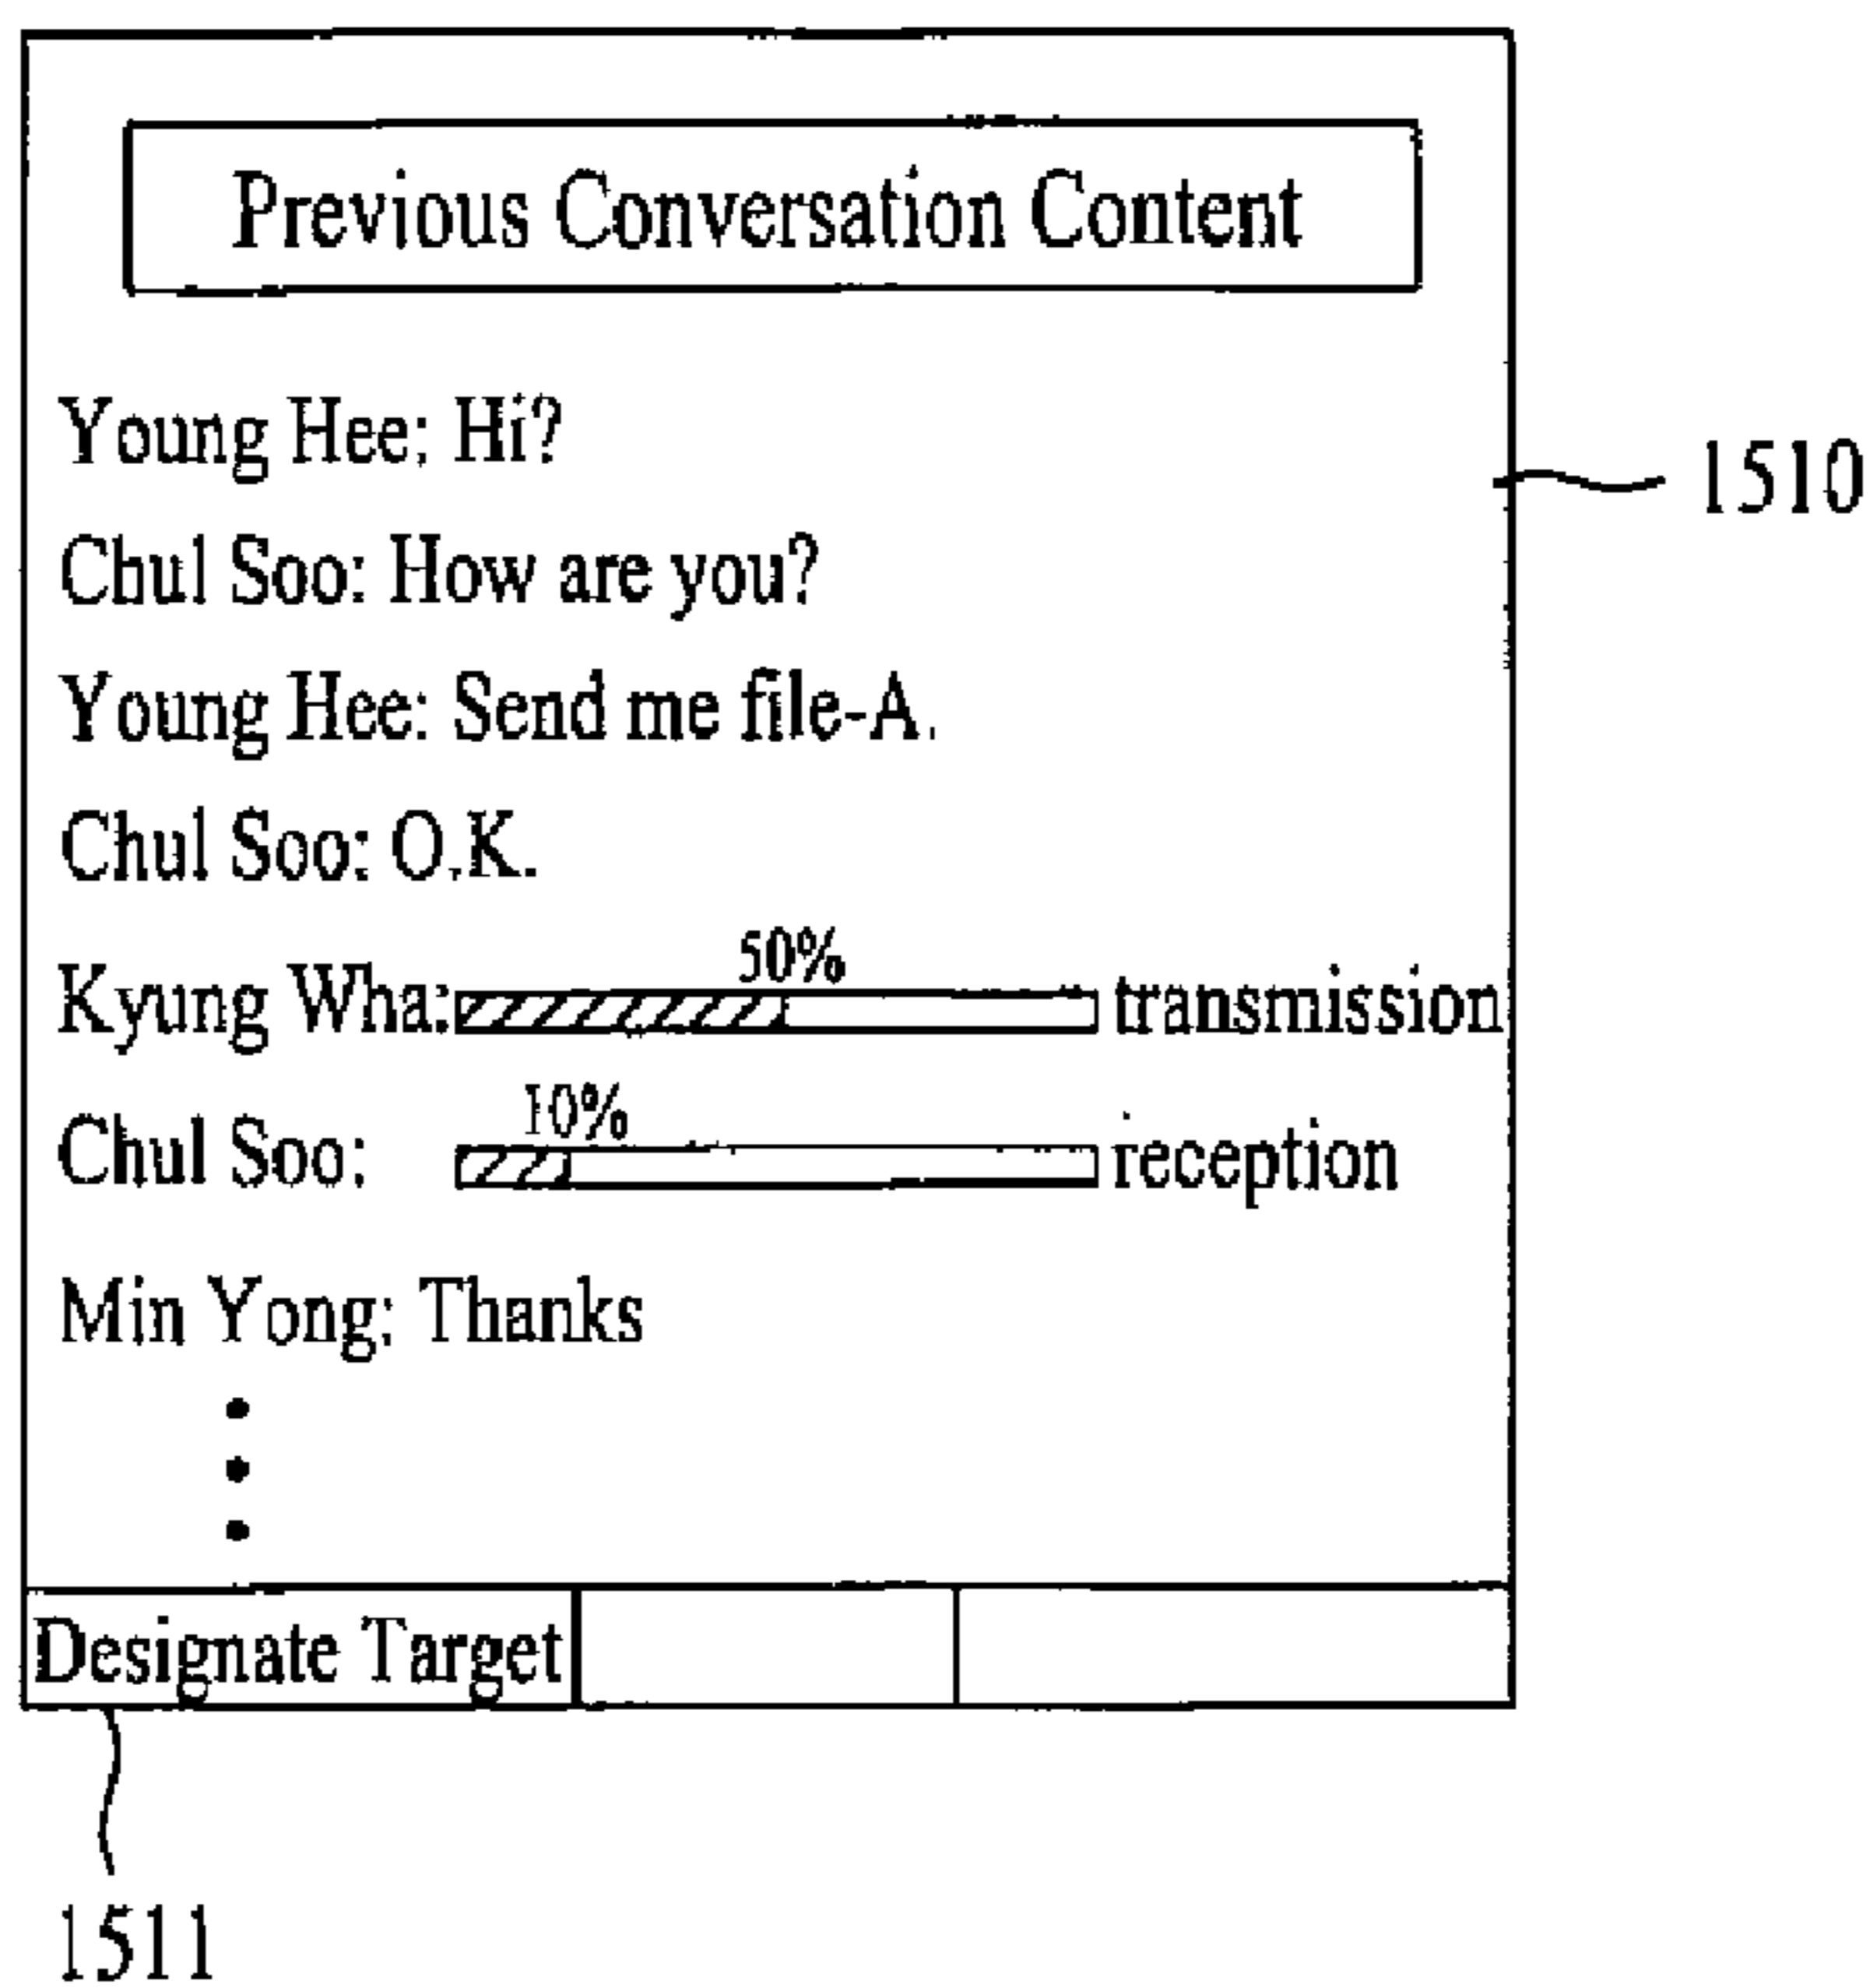 Previous Conversation Content
Young Hee; Hi?
1510
Chul Soo: How are you?
Young Hee: Send me file-A.
Chul Soo: O.K.
50%
Kyung Wha: transmission
10%
Chul Soo: reception
Min Yong; Thanks
Designate Target
1511